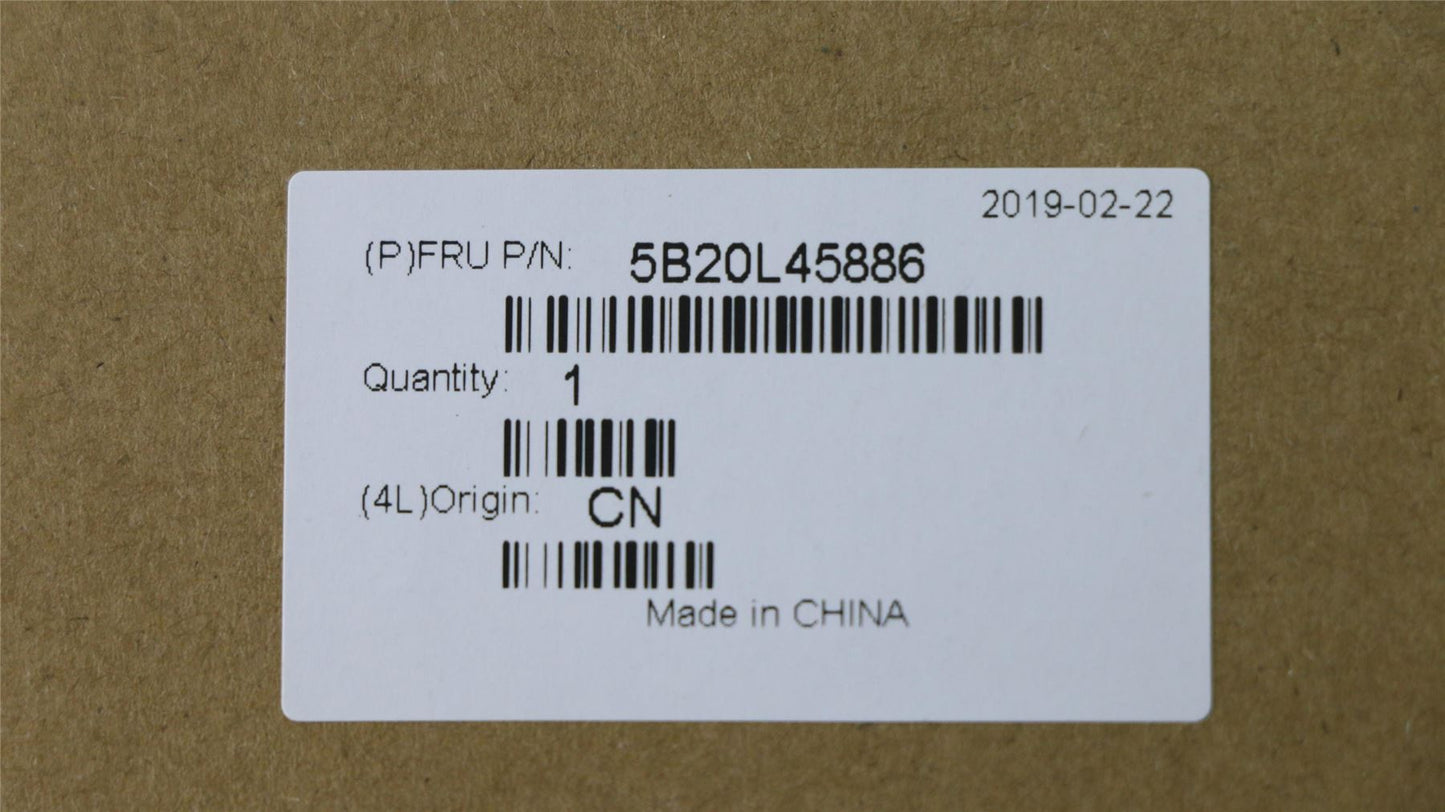 2019-02-22
(P)FRU P/N: 5B20L45886
Quantity: 1
(4L)Origin: CN
Made in CHINA